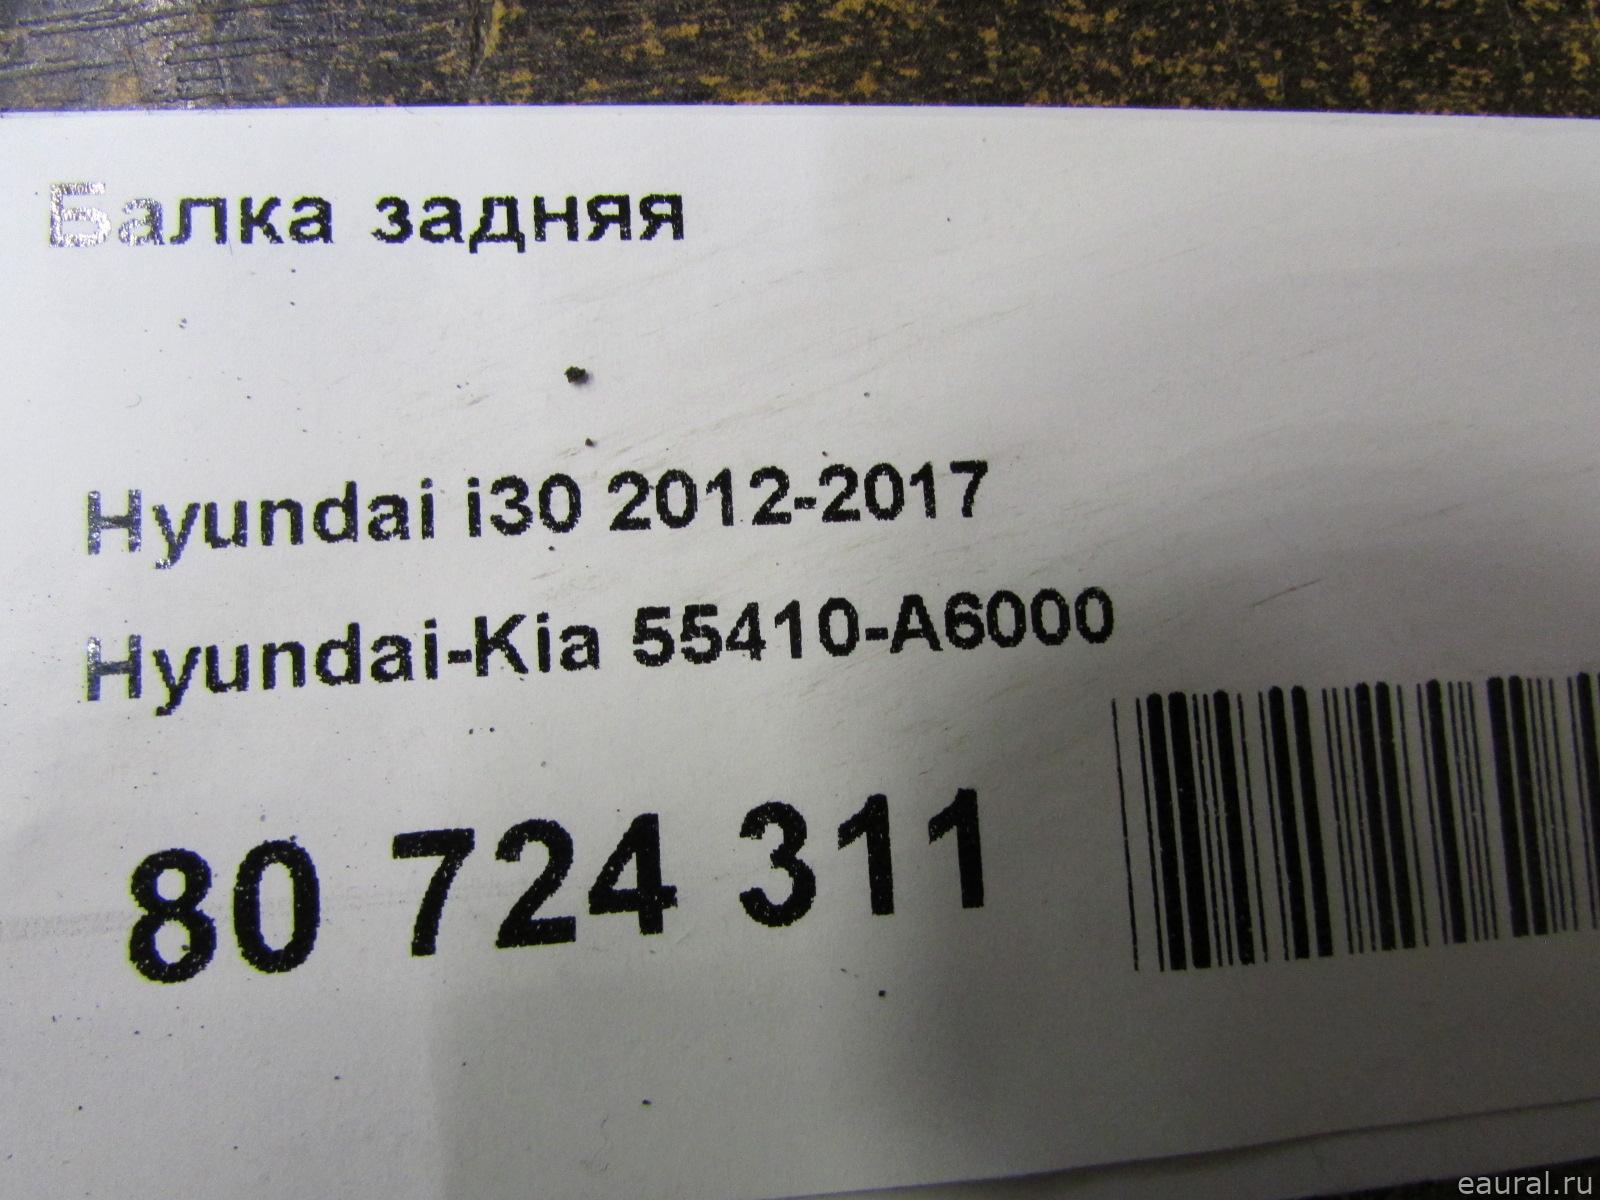 Балка задняя
Hyundai i30 2012-2017
Hyundai-Kia 55410-A6000
80 724 311
eaural.ru